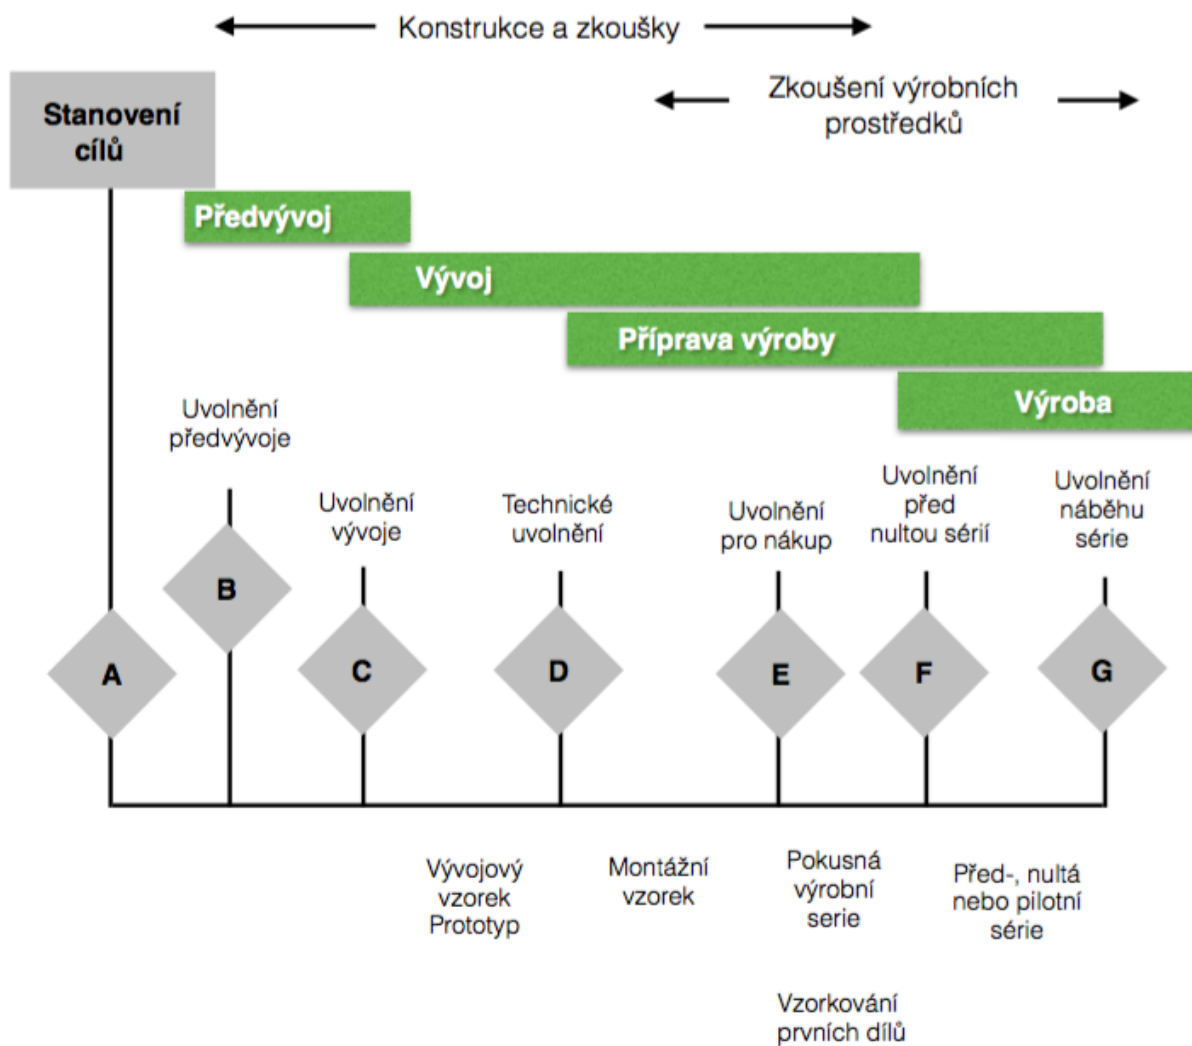 Konstrukce a zkoušky
Zkoušení výrobních
prostředků
Stanovení
cílů
Předvývoj
Vývoj
Příprava výroby
Výroba
Uvolnění
předvývoje
Uvolnění
vývoje
Technické
uvolnění
Uvolnění
pro nákup
Uvolnění
před
nultou sérií
Uvolnění
náběhu
série
A
B
C
D
E
F
G
Vývojový
vzorek
Prototyp
Montážní
vzorek
Pokusná
výrobní
serie
Před-, nultá
nebo pilotní
série
Vzorkování
prvních dílů